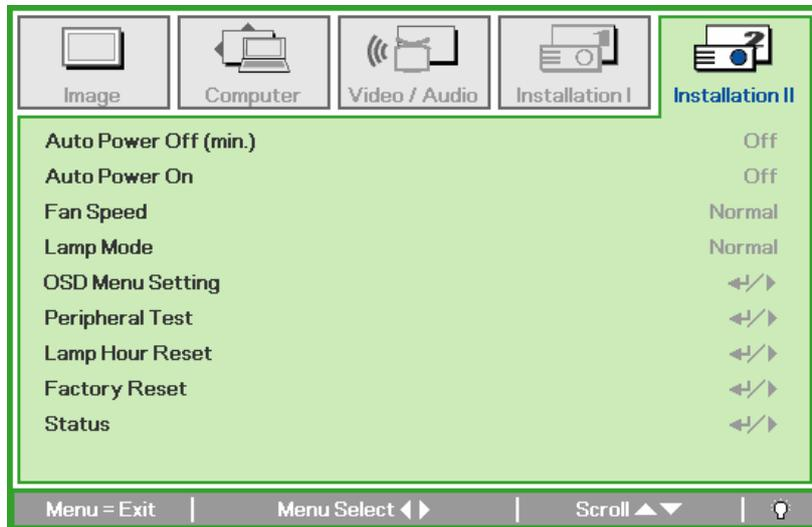 Image
Computer
Video / Audio
Installation I
2
Installation II
Auto Power Off (min.) Off
Auto Power On Off
Fan Speed Normal
Lamp Mode Normal
OSD Menu Setting
Peripheral Test
Lamp Hour Reset
Factory Reset
Status
Menu = Exit | Menu Select | Scroll |